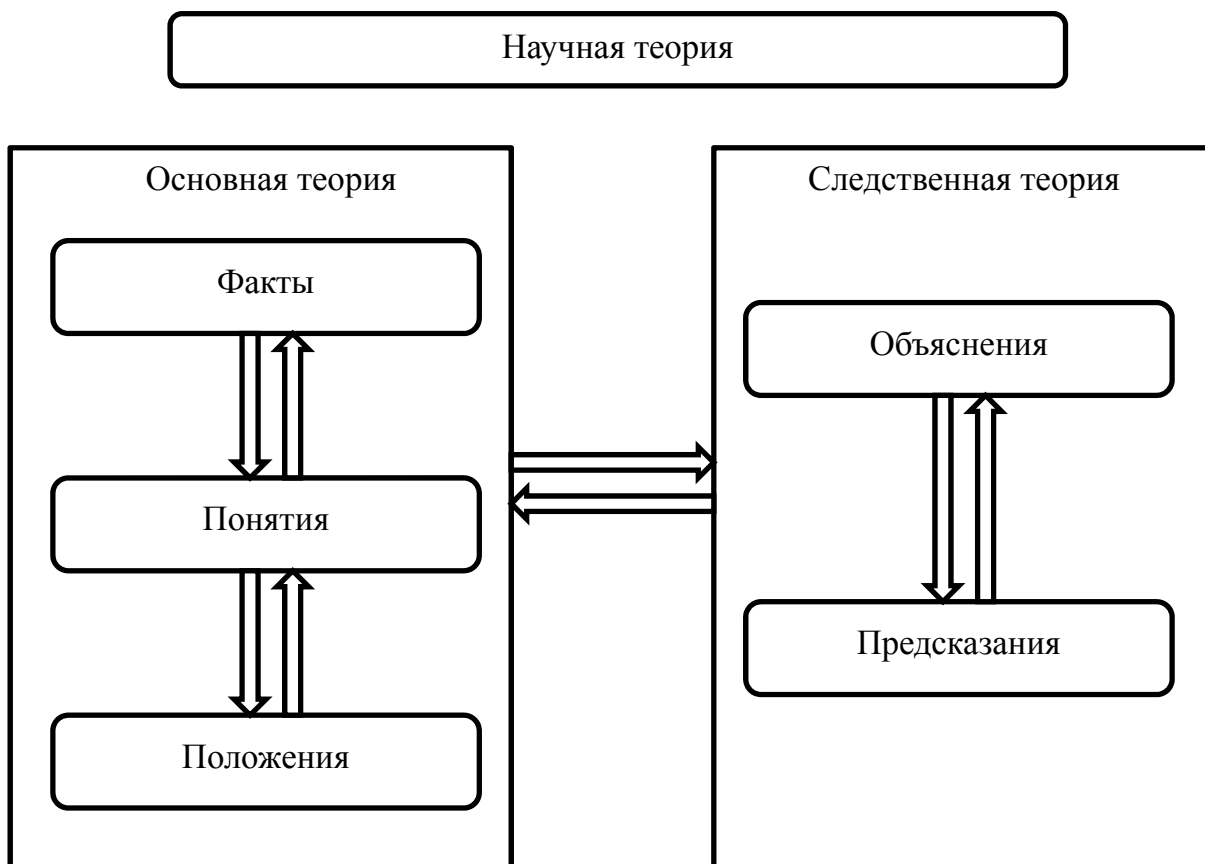 Научная теория
Основная теория
Факты
Понятия
Положения
Следственная теория
Объяснения
Предсказания